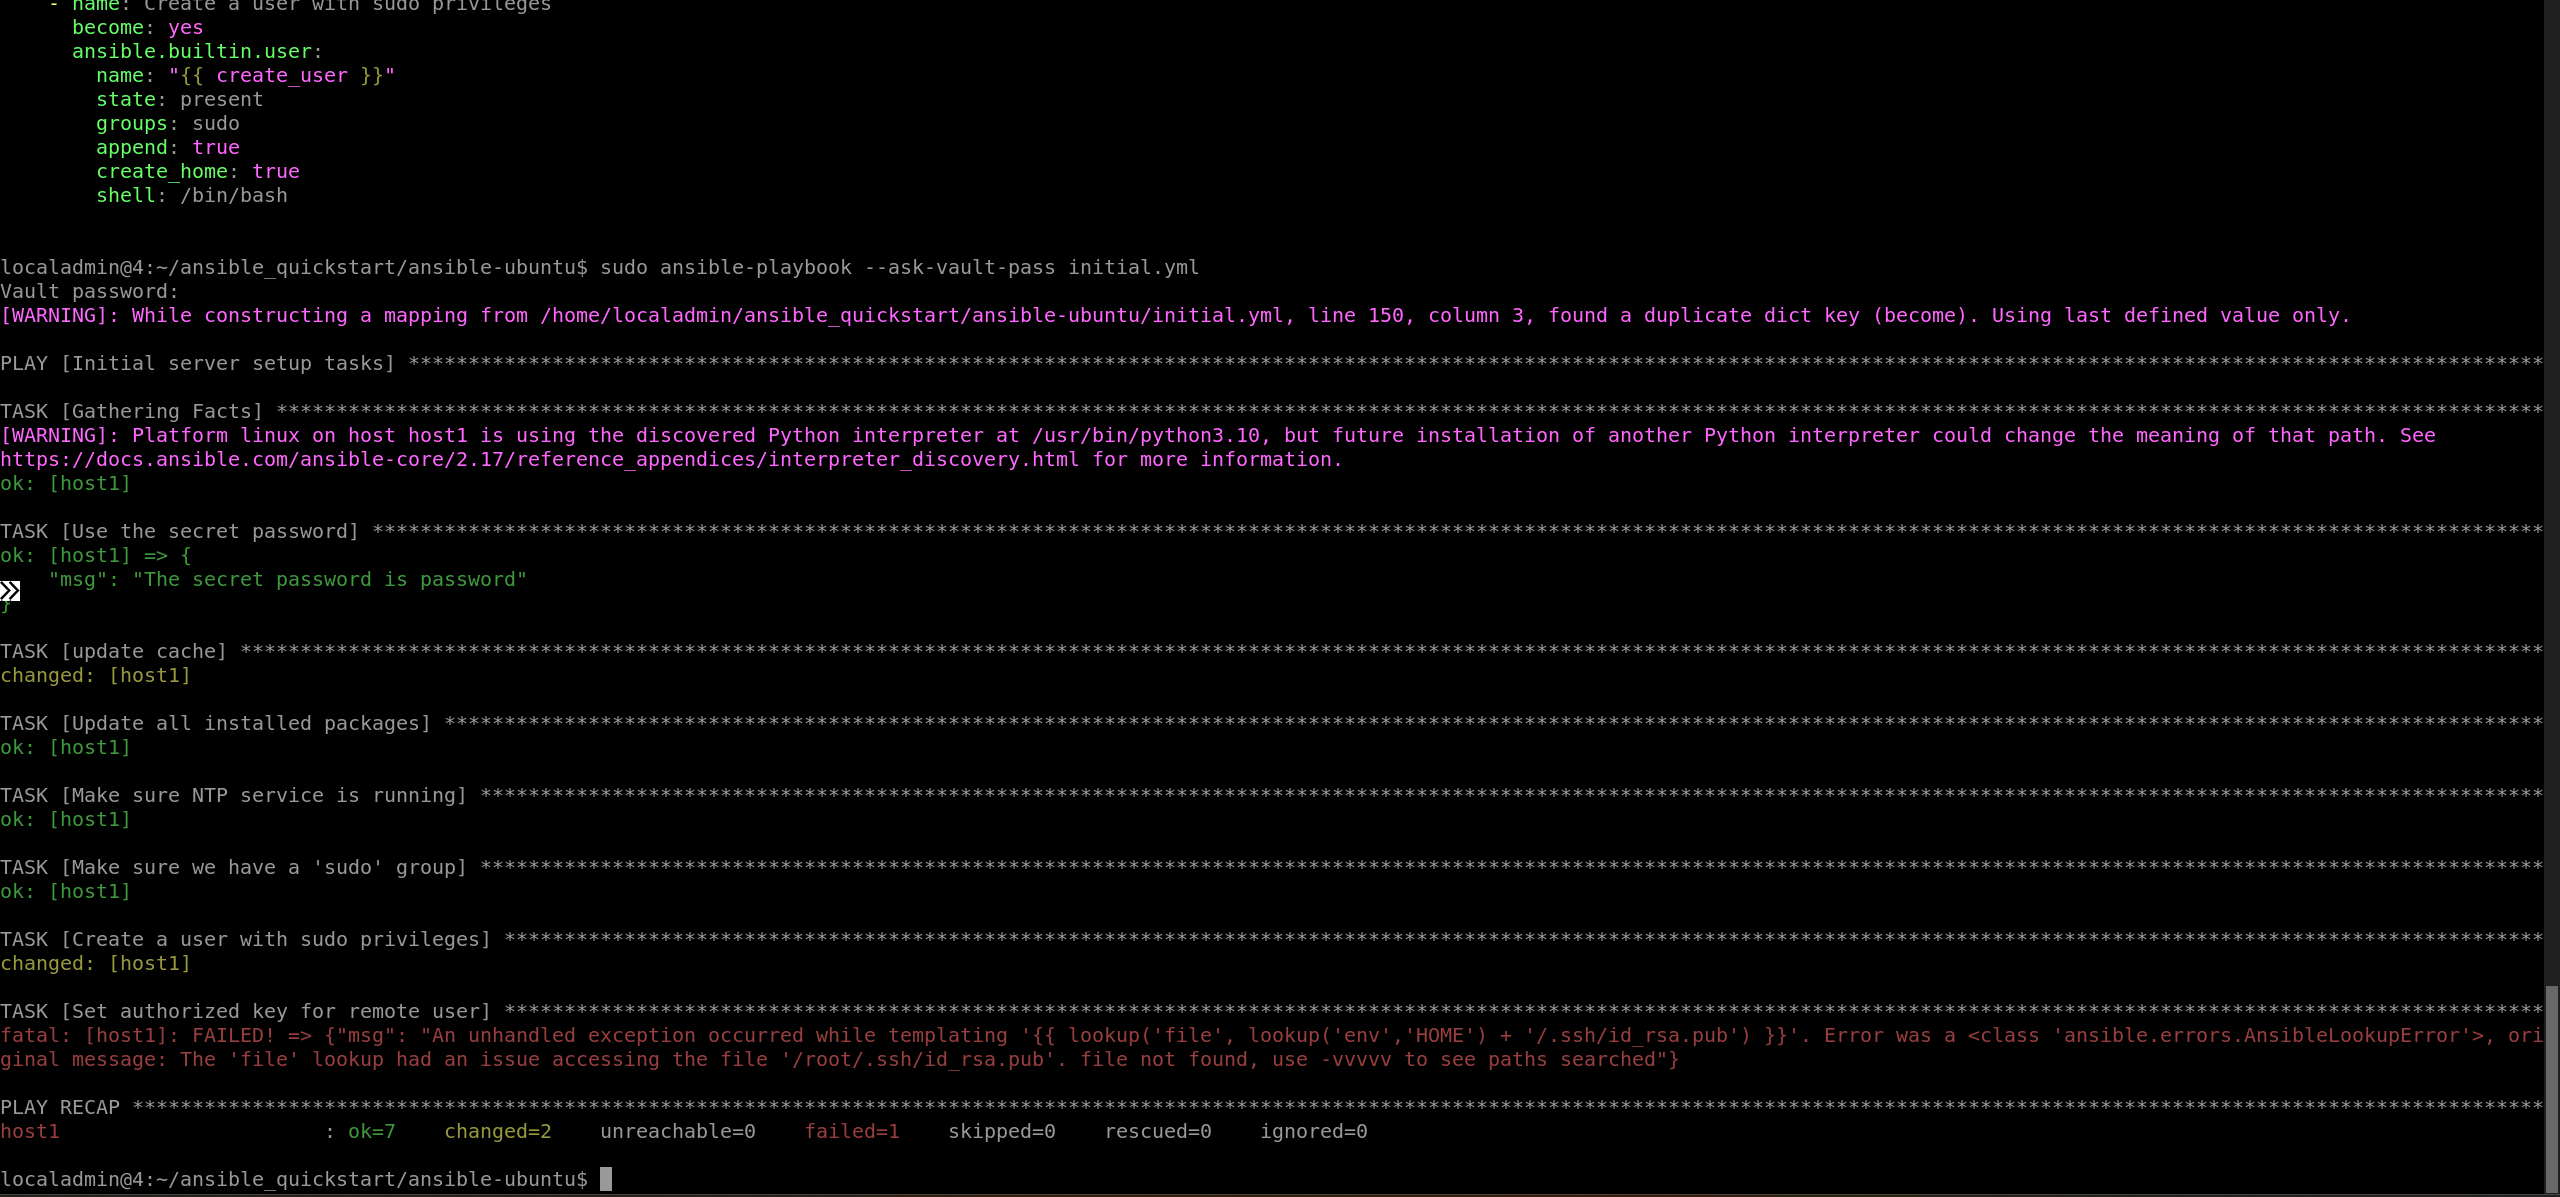 - name: Create a user with sudo privileges
become: yes
ansible.builtin.user:
name: "{{ create_user }}"
state: present
groups: sudo
append: true
create_home: true
shell: /bin/bash
localadmin@4:~/ansible_quickstart/ansible-ubuntu$ sudo ansible-playbook --ask-vault-pass initial.yml
Vault password:
[WARNING]: While constructing a mapping from /home/localadmin/ansible_quickstart/ansible-ubuntu/initial.yml, line 150, column 3, found a duplicate dict key (become). Using last defined value only.
PLAY [Initial server setup tasks] **********************************************************************************************************************************************************************************
TASK [Gathering Facts] *********************************************************************************************************************************************************************************************
[WARNING]: Platform linux on host host1 is using the discovered Python interpreter at /usr/bin/python3.10, but future installation of another Python interpreter could change the meaning of that path. See
https://docs.ansible.com/ansible-core/2.17/reference_appendices/interpreter_discovery.html for more information.
ok: [host1]
TASK [Use the secret password] *************************************************************************************************************************************************************************************
ok: [host1] => {
"msg": "The secret password is password"
}
TASK [update cache] ************************************************************************************************************************************************************************************************
changed: [host1]
TASK [Update all installed packages] *******************************************************************************************************************************************************************************
ok: [host1]
TASK [Make sure NTP service is running] ****************************************************************************************************************************************************************************
ok: [host1]
TASK [Make sure we have a 'sudo' group] ****************************************************************************************************************************************************************************
ok: [host1]
TASK [Create a user with sudo privileges] **************************************************************************************************************************************************************************
changed: [host1]
TASK [Set authorized key for remote user] **************************************************************************************************************************************************************************
fatal: [host1]: FAILED! => {"msg": "An unhandled exception occurred while templating '{{ lookup('file', lookup('env','HOME') + '/.ssh/id_rsa.pub') }}'. Error was a <class 'ansible.errors.AnsibleLookupError'>, ori
ginal message: The 'file' lookup had an issue accessing the file '/root/.ssh/id_rsa.pub'. file not found, use -vvvvv to see paths searched"}
PLAY RECAP *********************************************************************************************************************************************************************************************************
host1 : ok=7 changed=2 unreachable=0 failed=1 skipped=0 rescued=0 ignored=0
localadmin@4:~/ansible_quickstart/ansible-ubuntu$